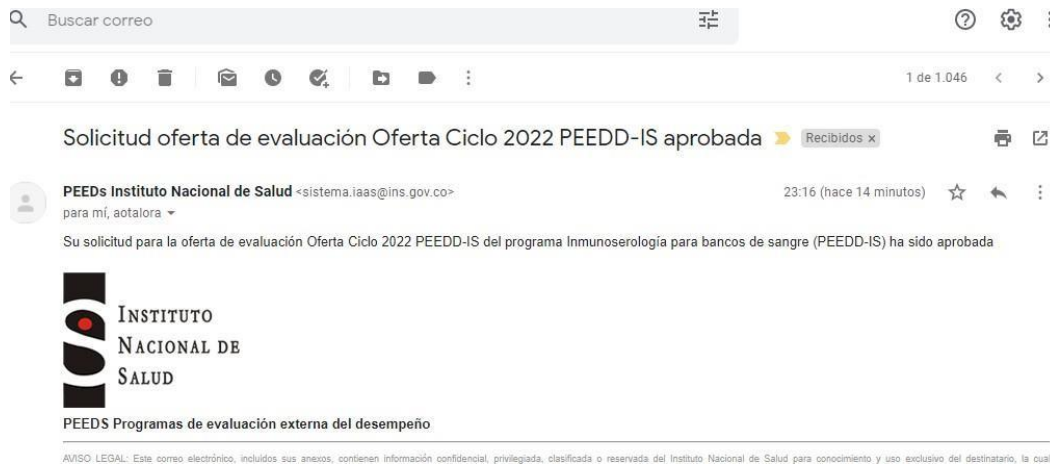 Buscar correo
1 de 1.046
Solicitud oferta de evaluación Oferta Ciclo 2022 PEEDD-IS aprobada Recibidos x
PEEDs Instituto Nacional de Salud <sistema.iaas@ins.gov.co> 23:16 (hace 14 minutos)
para mí, aotalora
Su solicitud para la oferta de evaluación Oferta Ciclo 2022 PEEDD-IS del programa Inmunoserología para bancos de sangre (PEEDD-IS) ha sido aprobada
INSTITUTO
NACIONAL DE
SALUD
PEEDS Programas de evaluación externa del desempeño
AVISO LEGAL: Este correo electrónico, incluidos sus anexos, contienen información confidencial, privilegiada, clasificada o reservada del Instituto Nacional de Salud para conocimiento y uso exclusivo del destinatario, la cual